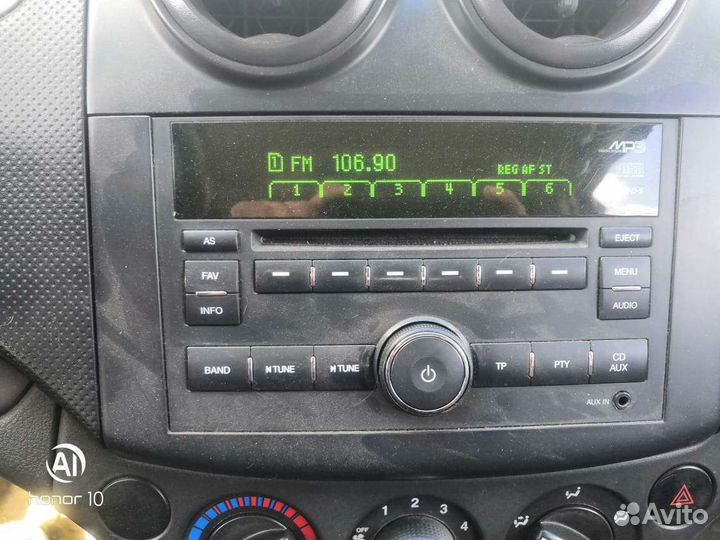 MP3
1 FM 106.90
REG AF ST
1 2 3 4 5 6
AS
EJECT
FAV
MENU
INFO
AUDIO
BAND
TUNE
TUNE
TP
PTY
CD
AUX
AUX IN
AI
HONOR 10
OFF
1 2 3 4
Avito